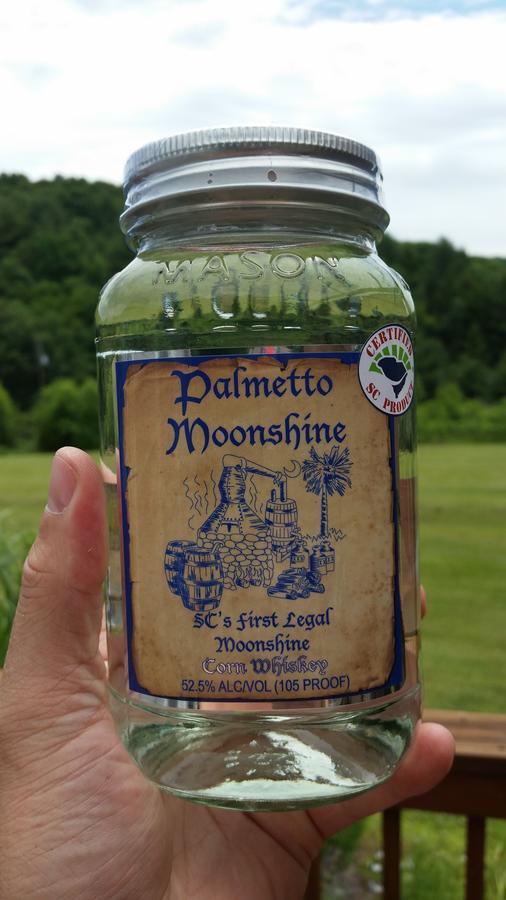 MASON
CERTIFIED
SC PRODUCT
Palmetto
Moonshine
SC's First Legal
Moonshine
Corn Whiskey
52.5% ALC/VOL (105 PROOF)